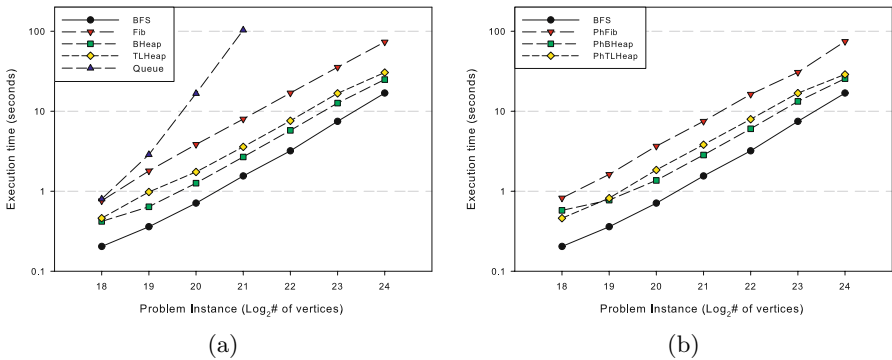 BFS
Fib
BHeap
TLHeap
Queue
100
10
1
0.1
Execution time (seconds)
18 19 20 21 22 23 24
Problem Instance (Log2# of vertices)
(a)
BFS
PhFib
PhBHeap
PhTLHeap
100
10
1
0.1
Execution time (seconds)
18 19 20 21 22 23 24
Problem Instance (Log2# of vertices)
(b)